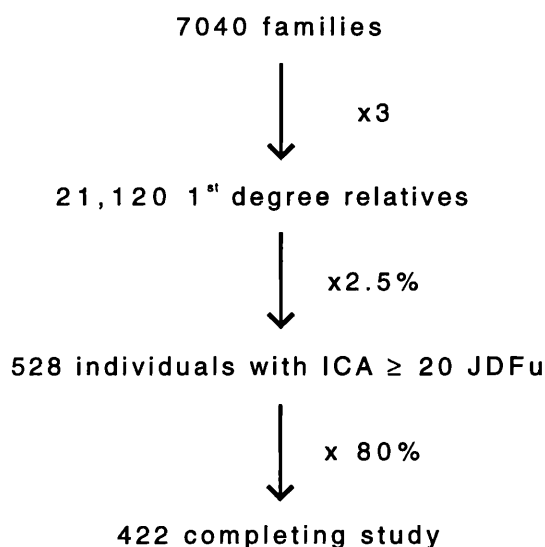 7040 families
x3
21,120 1st degree relatives
x2.5%
528 individuals with ICA ≥ 20 JDFu
x 80%
422 completing study